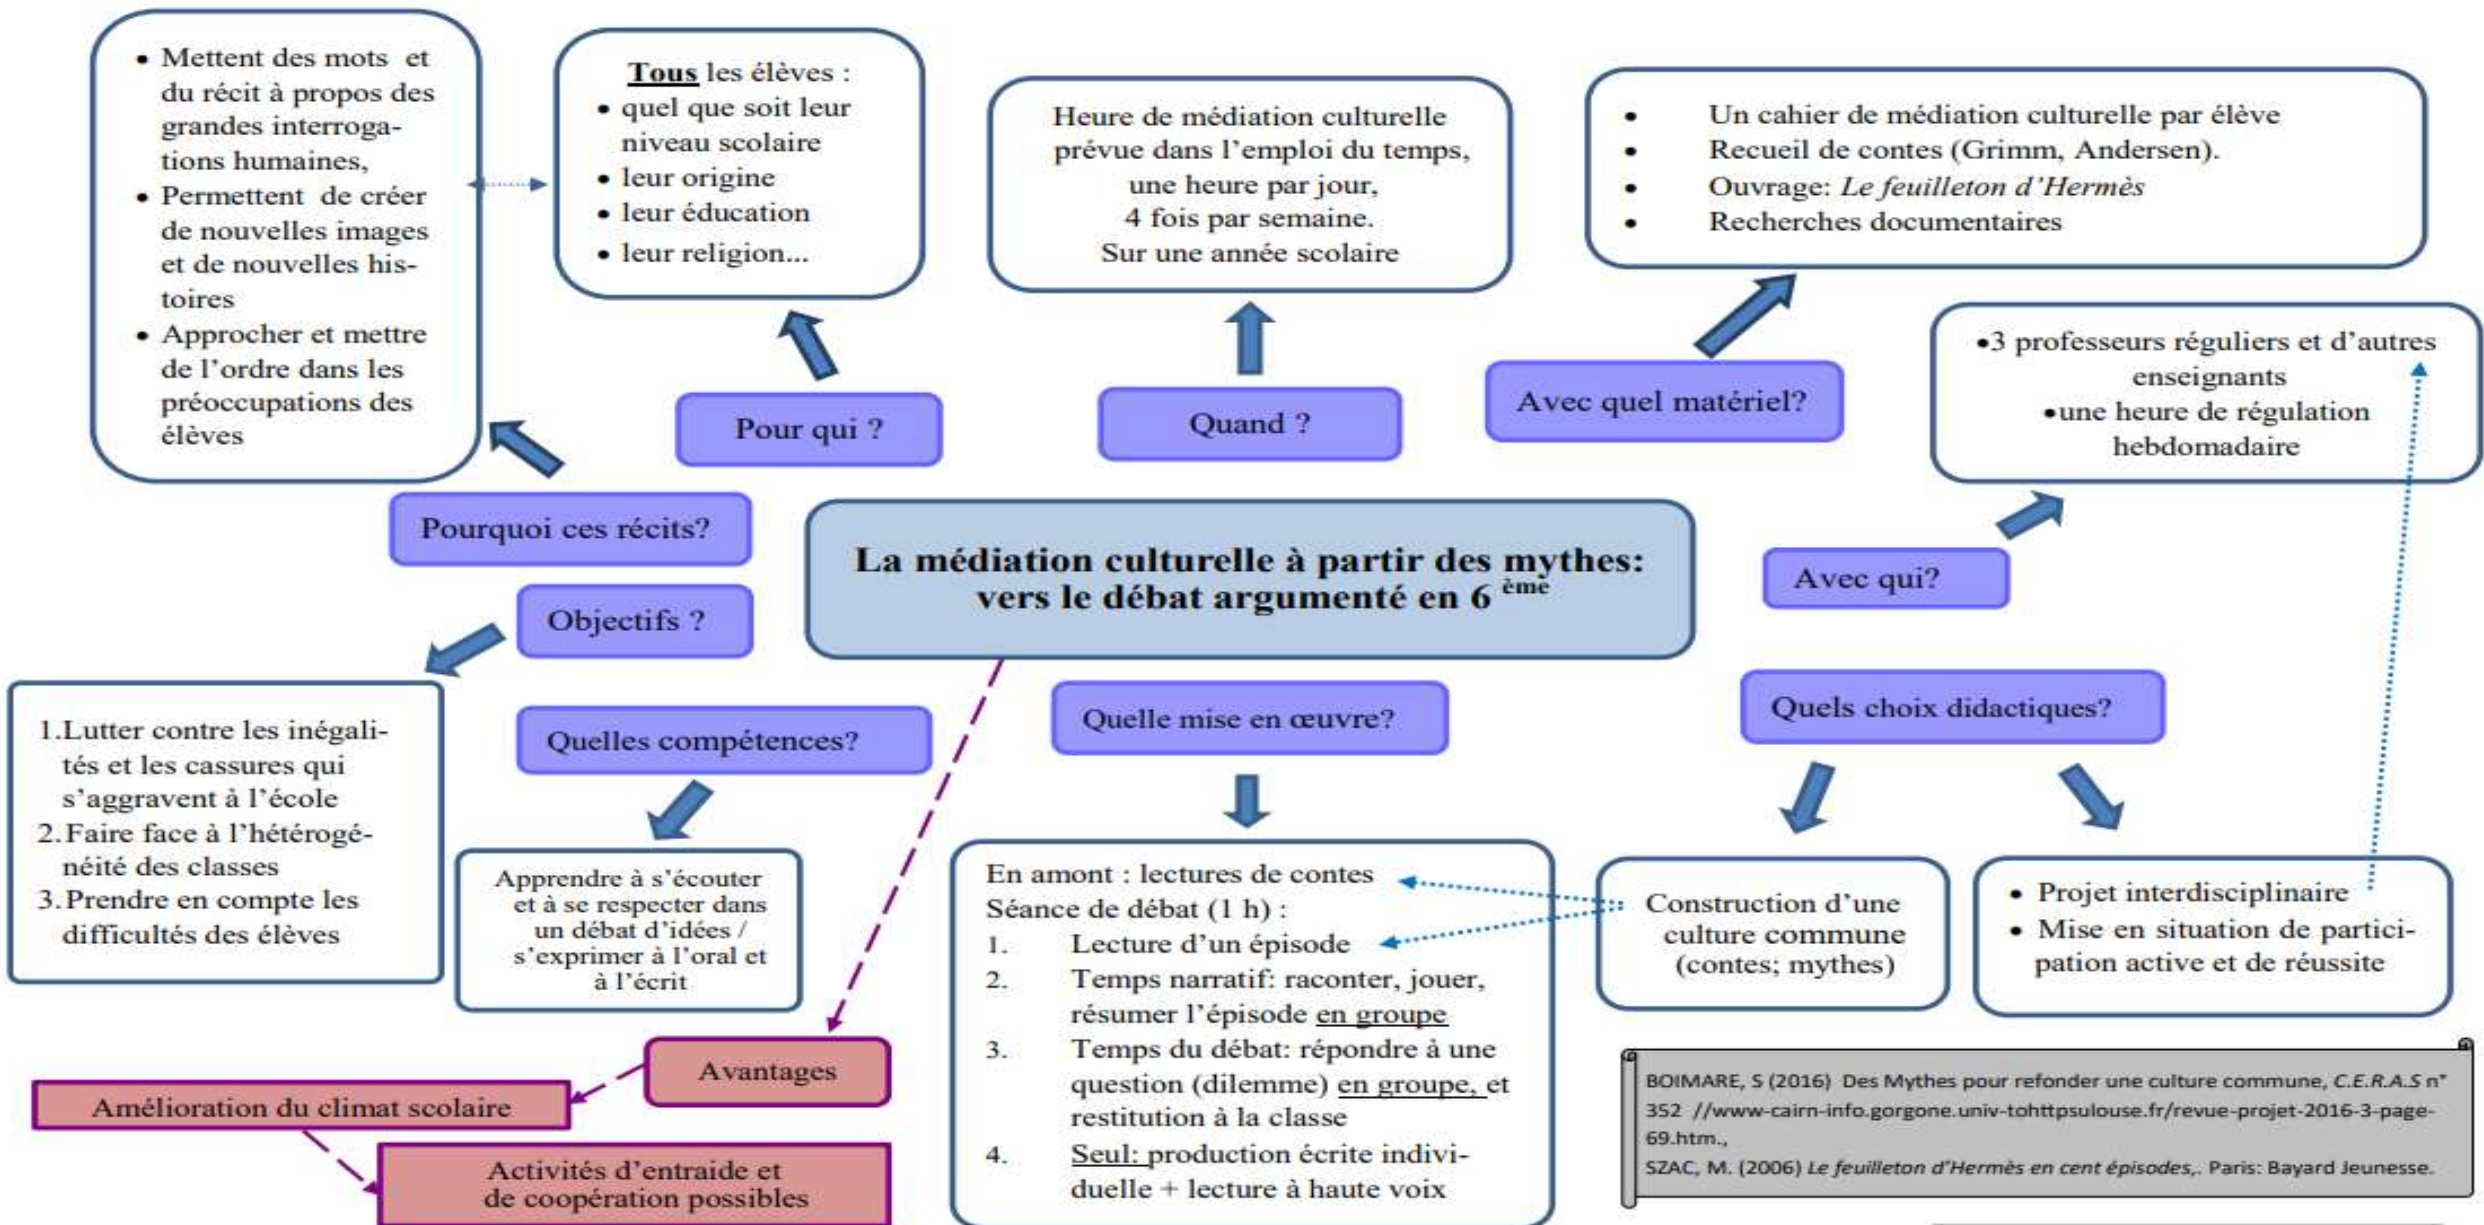 • Mettent des mots et
du récit à propos des
grandes interroga-
tions humaines,
• Permettent de créer
de nouvelles images
et de nouvelles his-
toires
• Approcher et mettre
de l'ordre dans les
préoccupations des
élèves
Tous les élèves :
• quel que soit leur
niveau scolaire
• leur origine
• leur éducation
• leur religion...
Heure de médiation culturelle
prévue dans l'emploi du temps,
une heure par jour,
4 fois par semaine.
Sur une année scolaire
• Un cahier de médiation culturelle par élève
• Recueil de contes (Grimm, Andersen).
• Ouvrage: Le feuilleton d'Hermès
• Recherches documentaires
•3 professeurs réguliers et d'autres
enseignants
•une heure de régulation
hebdomadaire
Pour qui ?
Quand ?
Avec quel matériel?
Pourquoi ces récits?
La médiation culturelle à partir des mythes:
vers le débat argumenté en 6 ème
Avec qui?
Objectifs ?
Quelles compétences?
Quelle mise en œuvre?
Quels choix didactiques?
1.Lutter contre les inégali-
tés et les cassures qui
s'aggravent à l'école
2.Faire face à l'hétérogé-
néité des classes
3.Prendre en compte les
difficultés des élèves
Apprendre à s'écouter
et à se respecter dans
un débat d'idées /
s'exprimer à l'oral et
à l'écrit
En amont : lectures de contes
Séance de débat (1 h) :
1. Lecture d'un épisode
2. Temps narratif: raconter, jouer,
résumer l'épisode en groupe
3. Temps du débat: répondre à une
question (dilemme) en groupe, et
restitution à la classe
4. Seul: production écrite indivi-
duelle + lecture à haute voix
Construction d'une
culture commune
(contes; mythes)
• Projet interdisciplinaire
• Mise en situation de partici-
pation active et de réussite
Avantages
Amélioration du climat scolaire
Activités d'entraide et
de coopération possibles
BOIMARE, S (2016) Des Mythes pour refonder une culture commune, C.E.R.A.S n°
352 //www-cairn-info.gorgone.univ-tohttpsulouse.fr/revue-projet-2016-3-page-
69.htm.,
SZAC, M. (2006) Le feuilleton d'Hermès en cent épisodes,. Paris: Bayard Jeunesse.